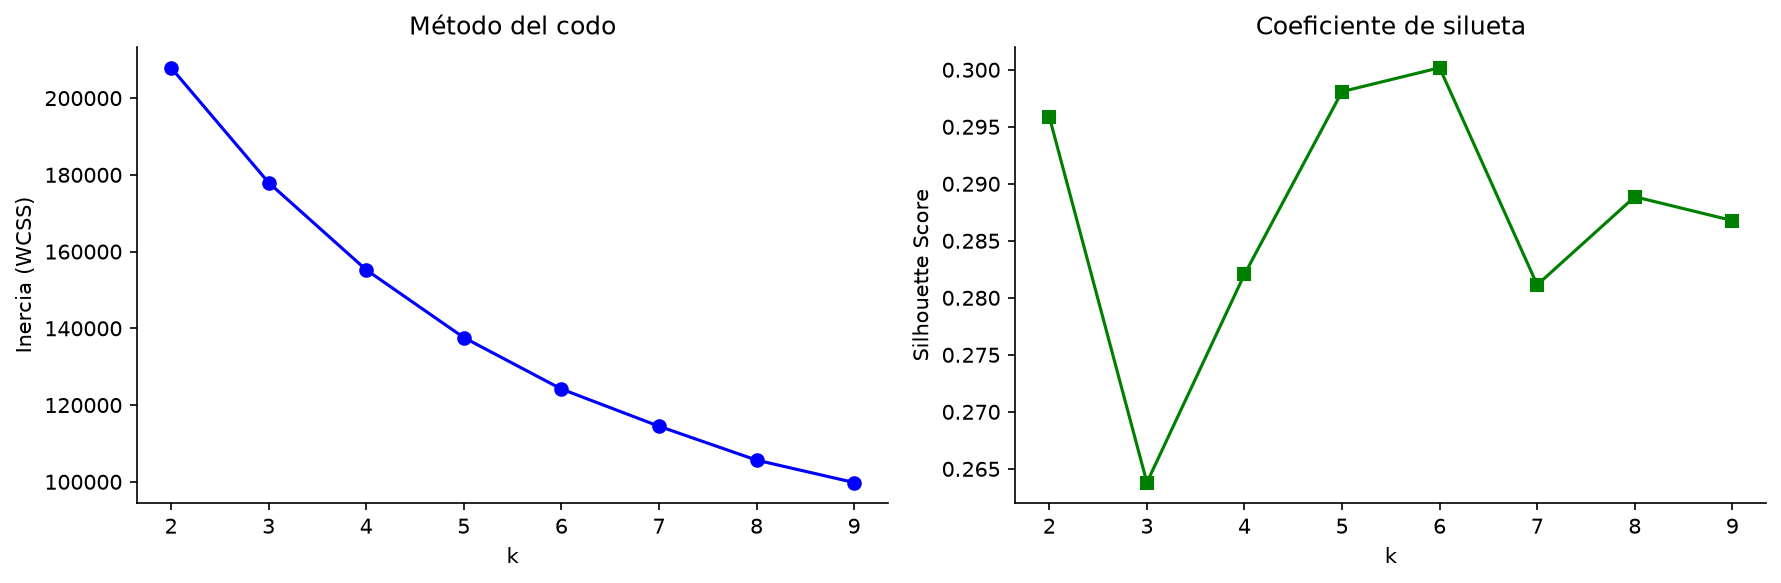 Método del codo
Inercia (WCSS)
200000
180000
160000
140000
120000
100000
2 3 4 5 6 7 8 9
k
Coeficiente de silueta
Silhouette Score
0.300
0.295
0.290
0.285
0.280
0.275
0.270
0.265
2 3 4 5 6 7 8 9
k